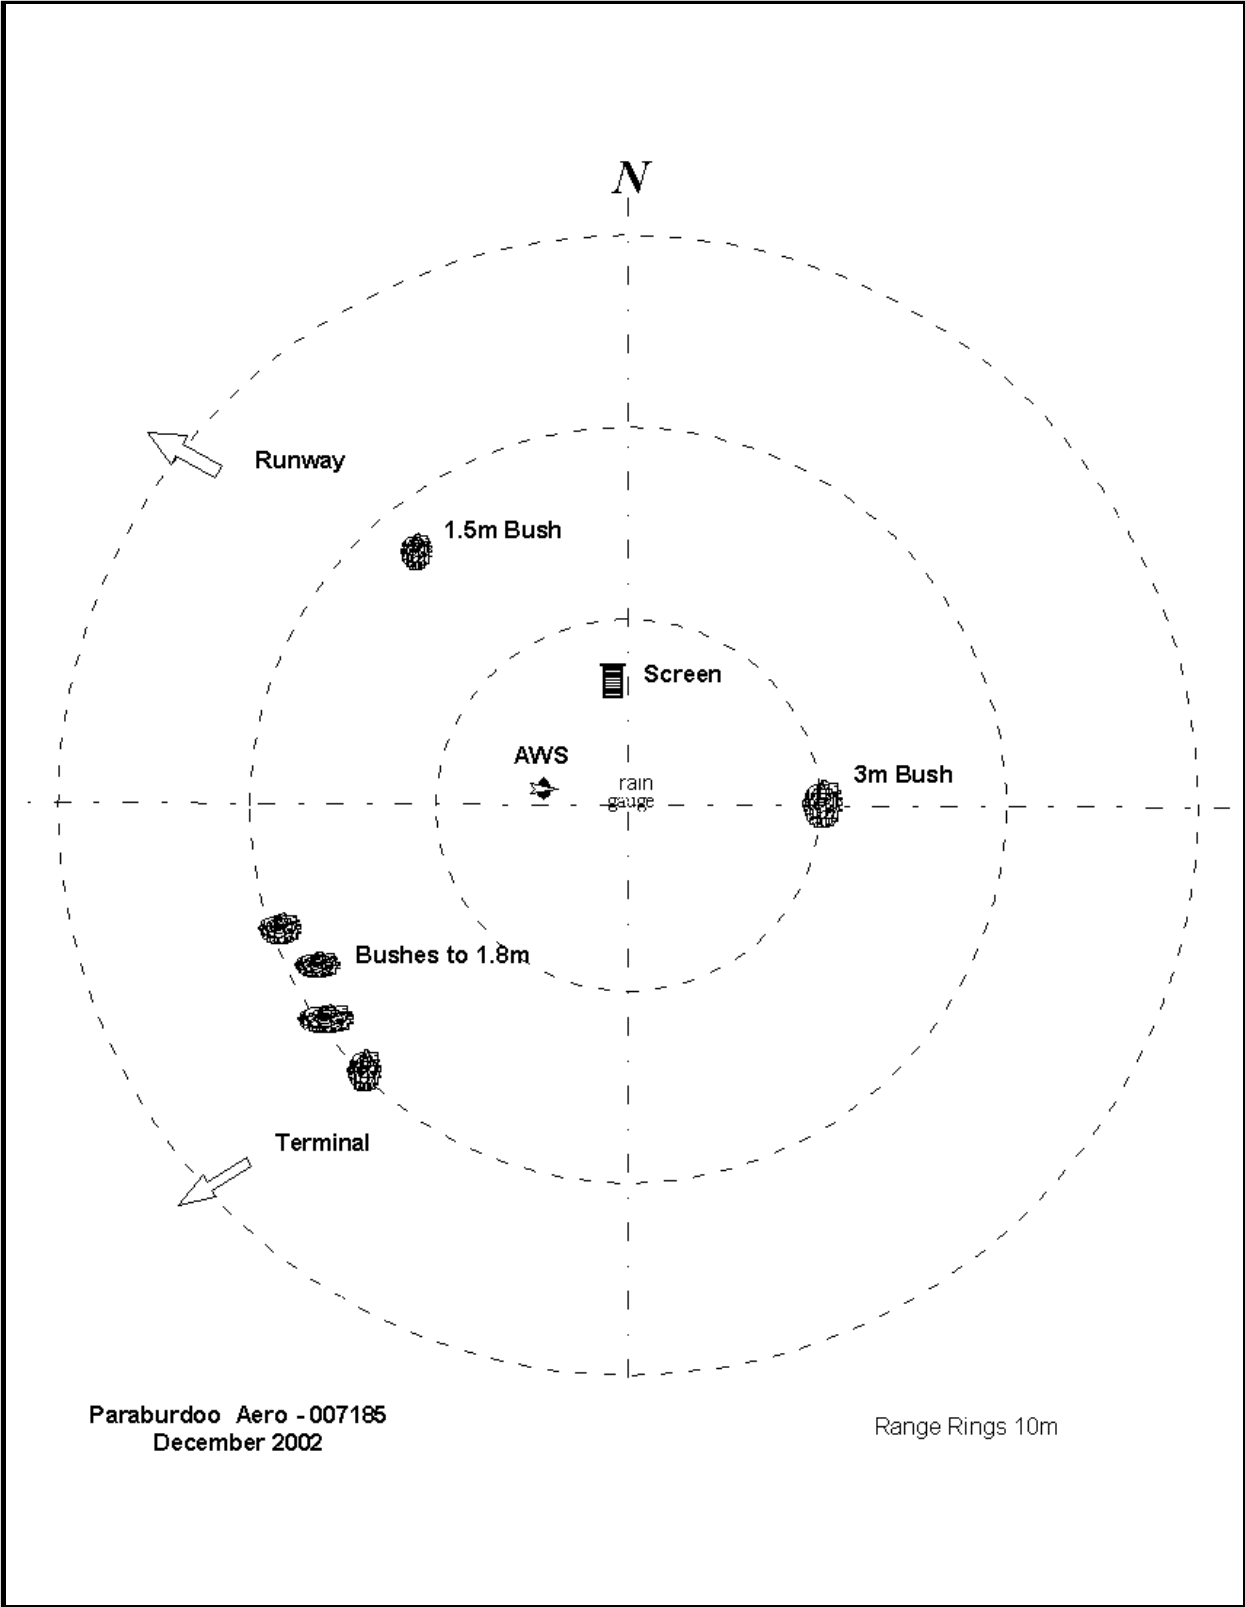 N
Runway
1.5m Bush
Screen
AWS
rain
gauge
3m Bush
Bushes to 1.8m
Terminal
Paraburdoo Aero - 007185
December 2002
Range Rings 10m